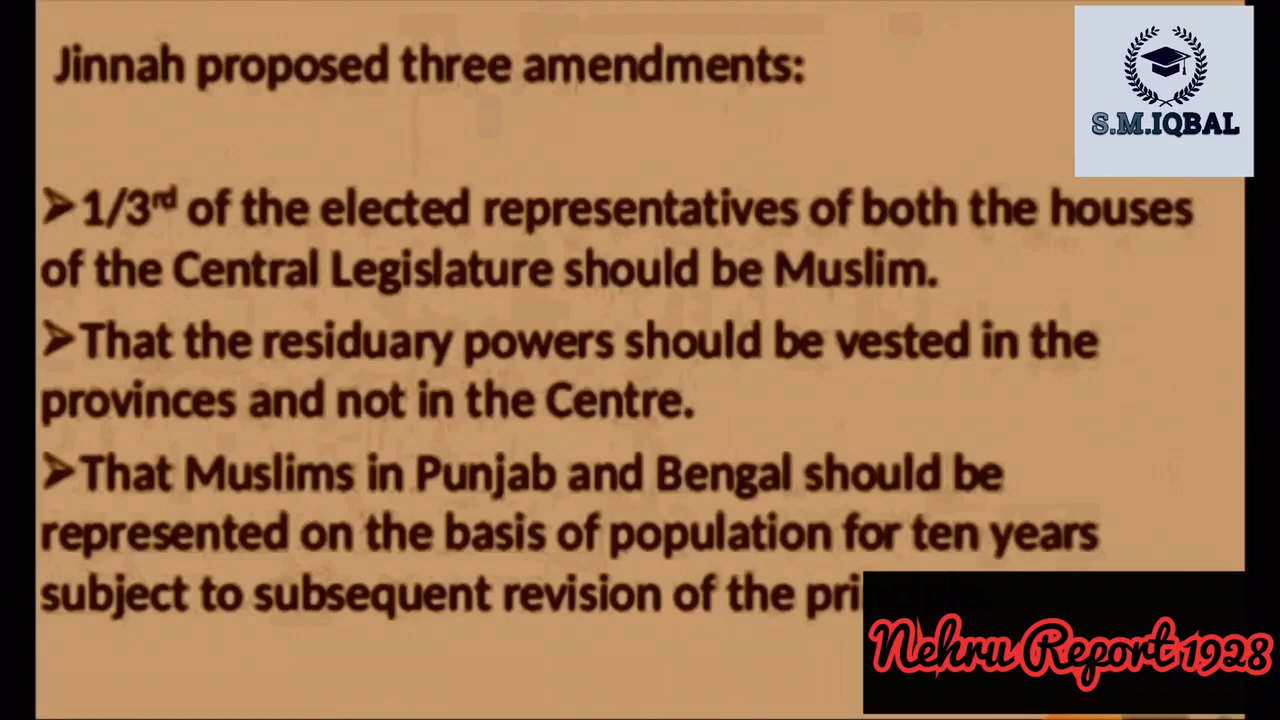 Jinnah proposed three amendments:
S.M.IQBAL
➤1/3rd of the elected representatives of both the houses
of the Central Legislature should be Muslim.
➤That the residuary powers should be vested in the
provinces and not in the Centre.
➤That Muslims in Punjab and Bengal should be
represented on the basis of population for ten years
subject to subsequent revision of the principle.
Nehru Report 1928